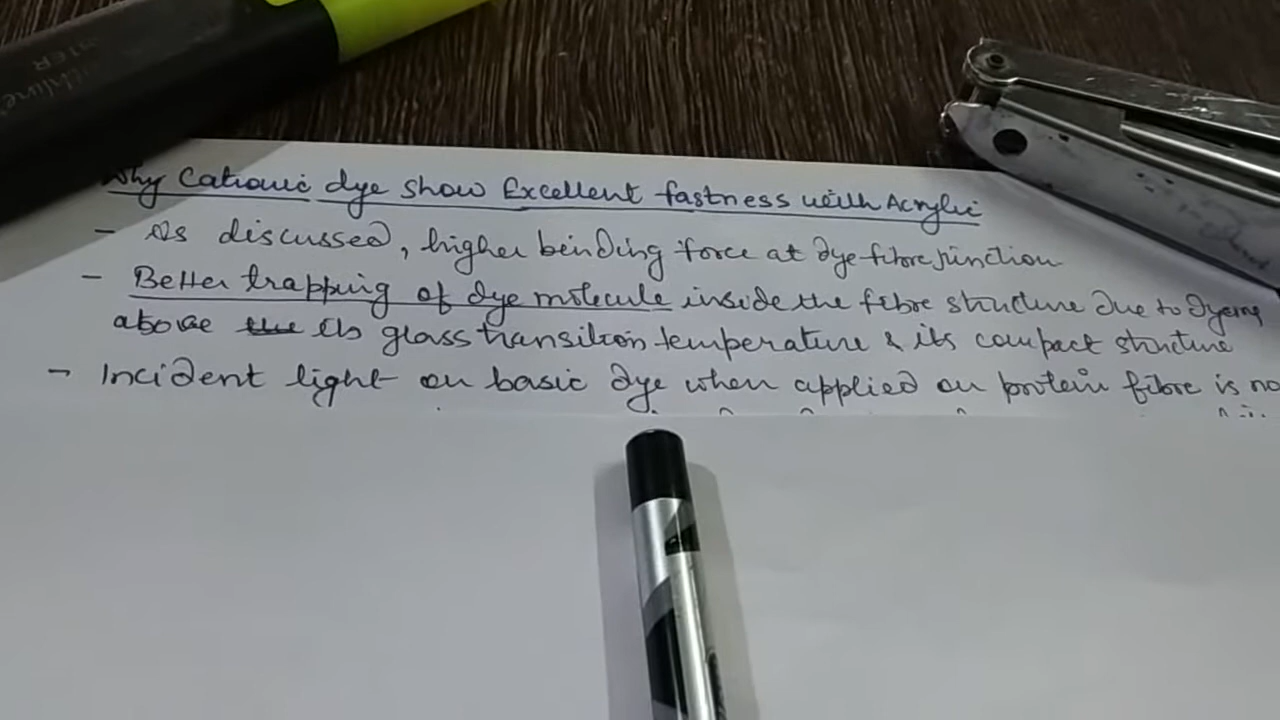 Why Cationic dye show Excellent fastness with Acrylic
- As discussed, higher beinding force at dye fibre junction
- Better trapping of dye molecule inside the fibre structure due to dyeing
above its glass transition temperature & its compact structure
- Incident light on basic dye when applied on protein fibre is no